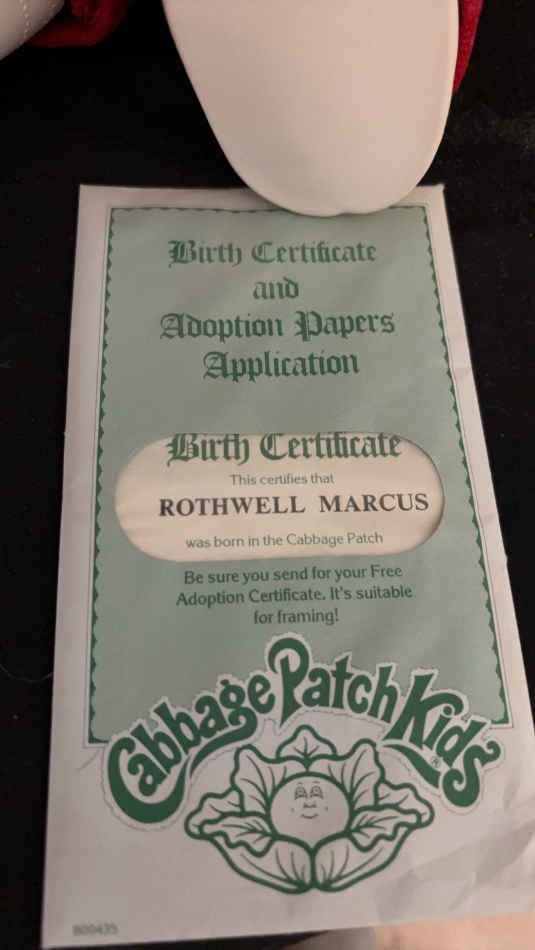 Birth Certificate
and
Adoption Papers
Application
Birth Certificate
This certifies that
ROTHWELL MARCUS
was born in the Cabbage Patch
Be sure you send for your Free
Adoption Certificate. It's suitable
for framing!
Cabbage Patch Kids®
800435